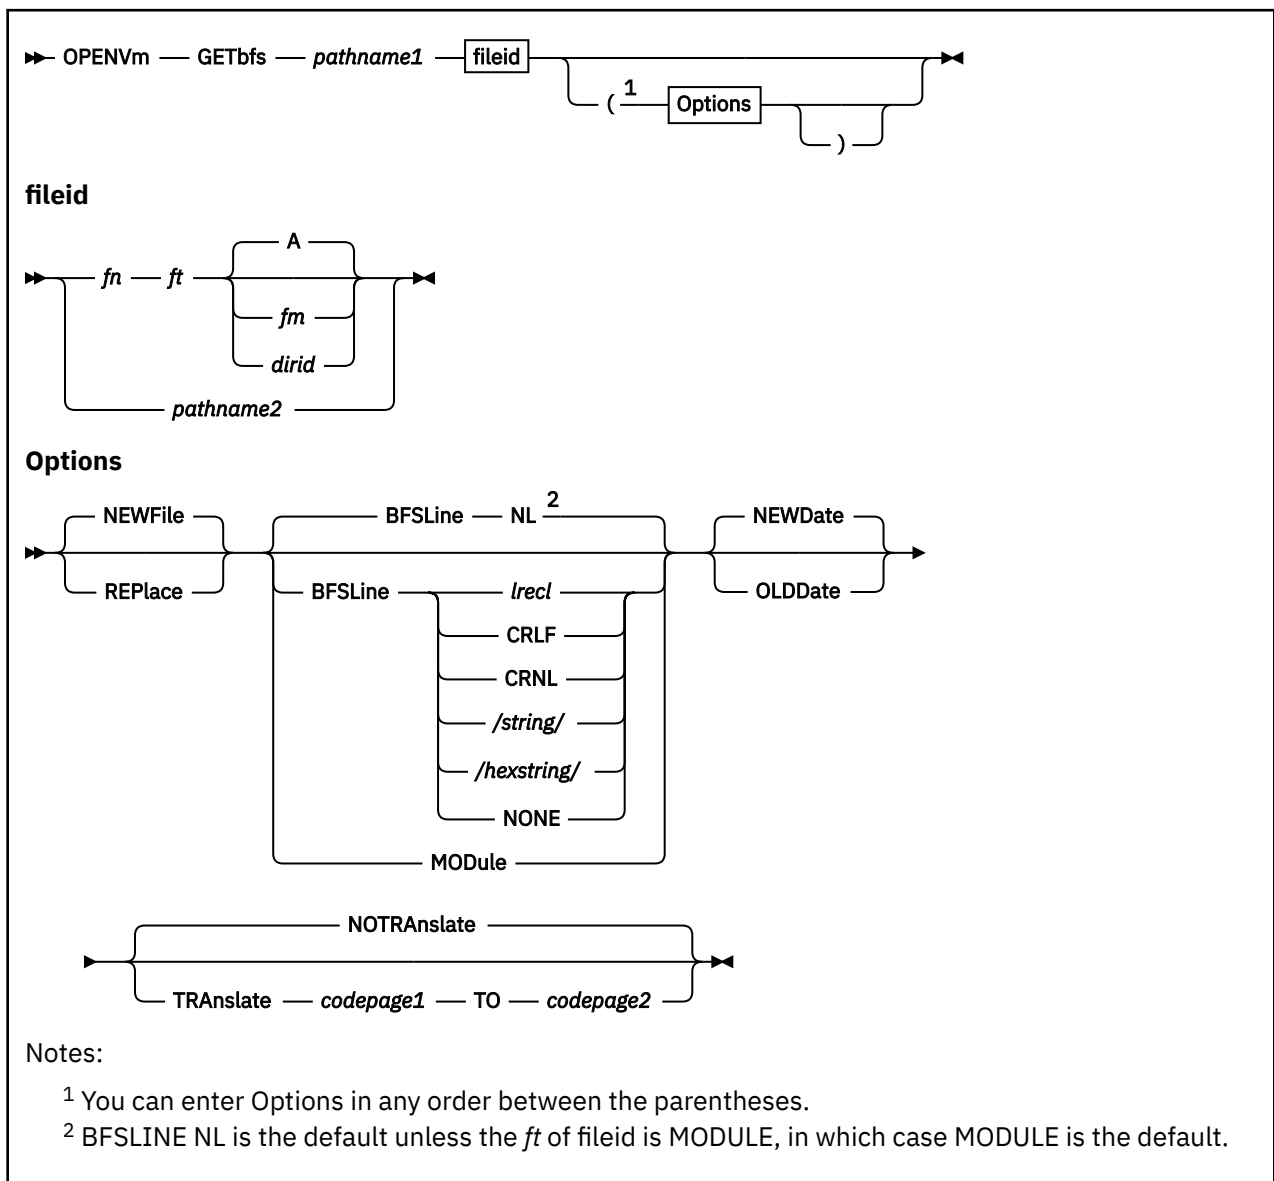 OPENVm GETbfs pathname1 fileid
( 1 Options
)
fileid
A
fn ft
fm
dirid
pathname2
Options
NEWFile BFSLine NL 2 NEWDate
REPlace BFSLine lrecl OLDDate
CRLF
CRNL
/string/
/hexstring/
NONE
MODule
NOTRAnslate
TRAnslate codepage1 TO codepage2
Notes:
1 You can enter Options in any order between the parentheses.
2 BFSLINE NL is the default unless the ft of fileid is MODULE, in which case MODULE is the default.